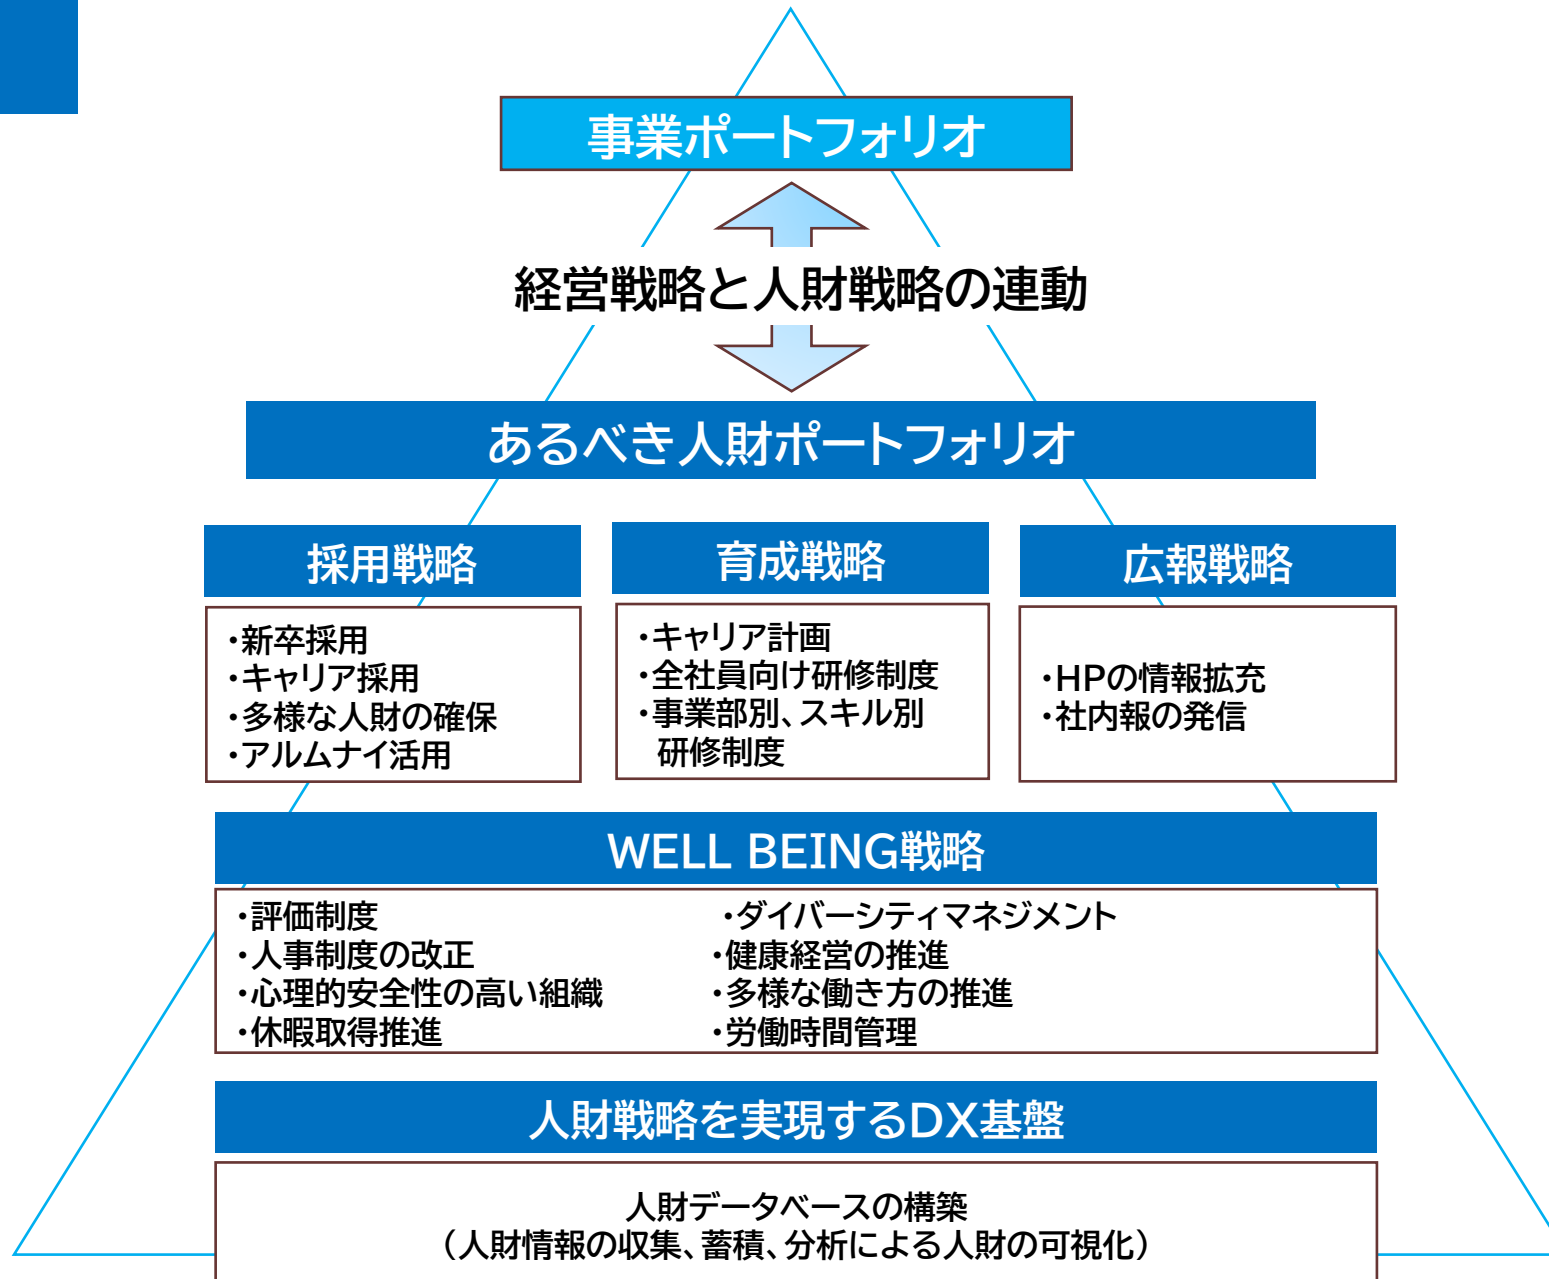 事業ポートフォリオ
経営戦略と人財戦略の連動
あるべき人財ポートフォリオ
採用戦略
・新卒採用
・キャリア採用
・多様な人財の確保
・アルムナイ活用
育成戦略
・キャリア計画
・全社員向け研修制度
・事業部別、スキル別
研修制度
広報戦略
・HPの情報拡充
・社内報の発信
WELL BEING戦略
・評価制度
・人事制度の改正
・心理的安全性の高い組織
・休暇取得推進
・ダイバーシティマネジメント
・健康経営の推進
・多様な働き方の推進
・労働時間管理
人財戦略を実現するDX基盤
人財データベースの構築
（人財情報の収集、蓄積、分析による人財の可視化）